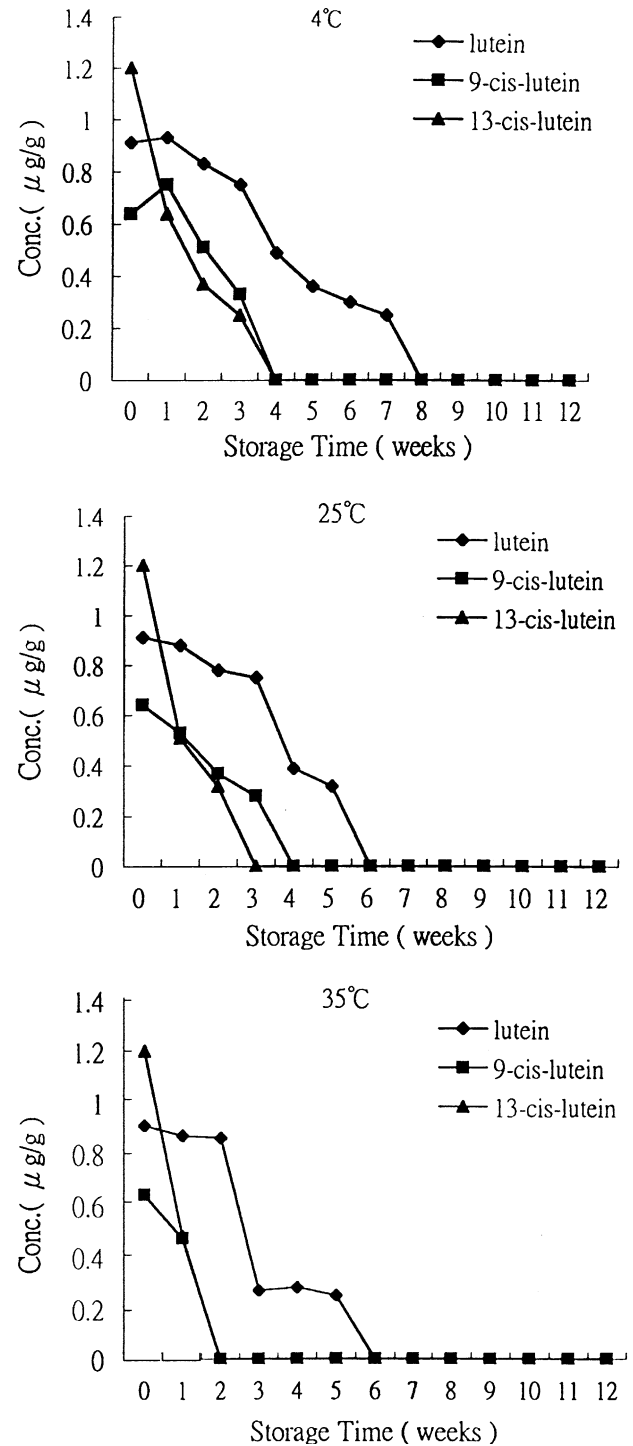 4℃
1.4
1.2
1
0.8
0.6
0.4
0.2
0
Conc.( μ g/g )
lutein
9-cis-lutein
13-cis-lutein
0 1 2 3 4 5 6 7 8 9 10 11 12
Storage Time ( weeks )
25℃
1.4
1.2
1
0.8
0.6
0.4
0.2
0
Conc.( μ g/g )
lutein
9-cis-lutein
13-cis-lutein
0 1 2 3 4 5 6 7 8 9 10 11 12
Storage Time ( weeks )
35℃
1.4
1.2
1
0.8
0.6
0.4
0.2
0
Conc.( μ g/g )
lutein
9-cis-lutein
13-cis-lutein
0 1 2 3 4 5 6 7 8 9 10 11 12
Storage Time ( weeks )